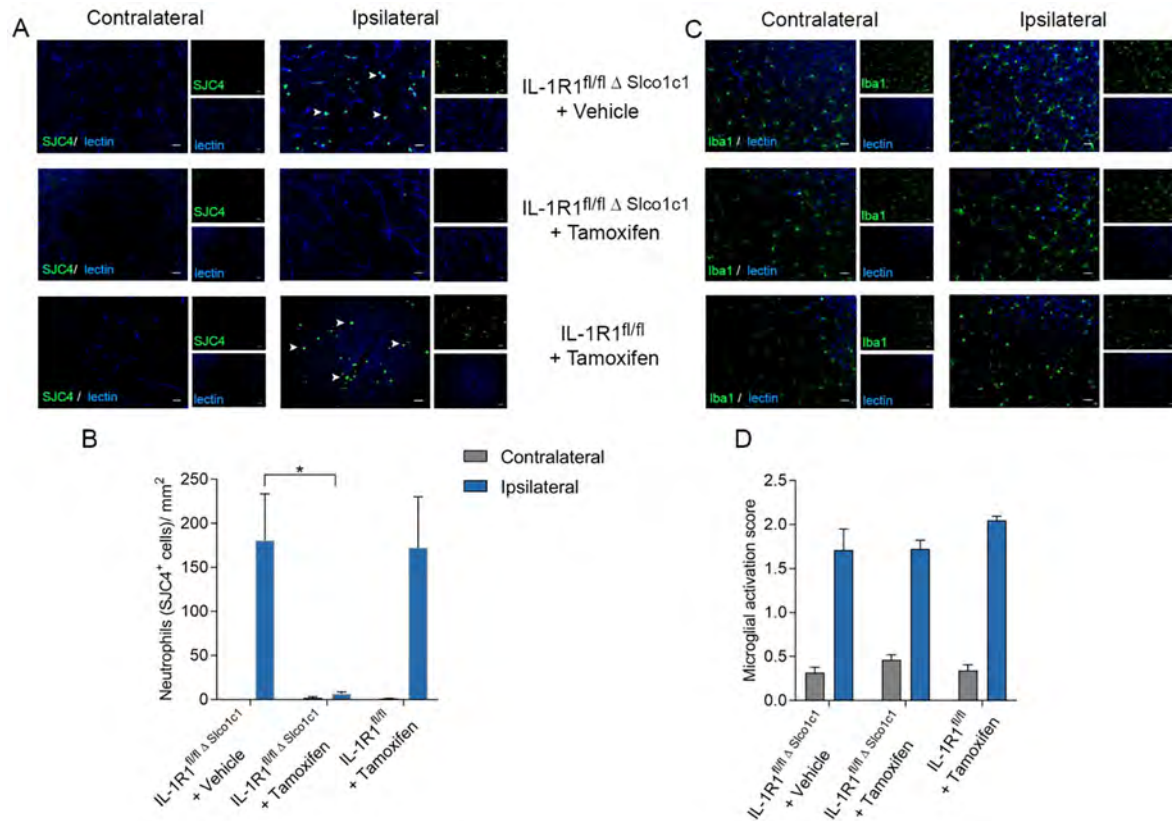 A
Contralateral
Ipsilateral
SJC4/ lectin
SJC4
lectin
SJC4/ lectin
SJC4
lectin
SJC4/ lectin
SJC4
lectin
IL-1R1fl/fl Δ Slco1c1
+ Vehicle
IL-1R1fl/fl Δ Slco1c1
+ Tamoxifen
IL-1R1fl/fl
+ Tamoxifen
C
Contralateral
Ipsilateral
Iba1 / lectin
Iba1
lectin
Iba1 / lectin
Iba1
lectin
Iba1 / lectin
Iba1
lectin
B
Neutrophils (SJC4+ cells)/ mm2
250
200
150
100
50
0
*
IL-1R1fl/fl Δ Slco1c1
+ Vehicle
IL-1R1fl/fl Δ Slco1c1
+ Tamoxifen
IL-1R1fl/fl
+ Tamoxifen
Contralateral
Ipsilateral
D
Microglial activation score
2.5
2.0
1.5
1.0
0.5
0.0
IL-1R1fl/fl Δ Slco1c1
+ Vehicle
IL-1R1fl/fl Δ Slco1c1
+ Tamoxifen
IL-1R1fl/fl
+ Tamoxifen